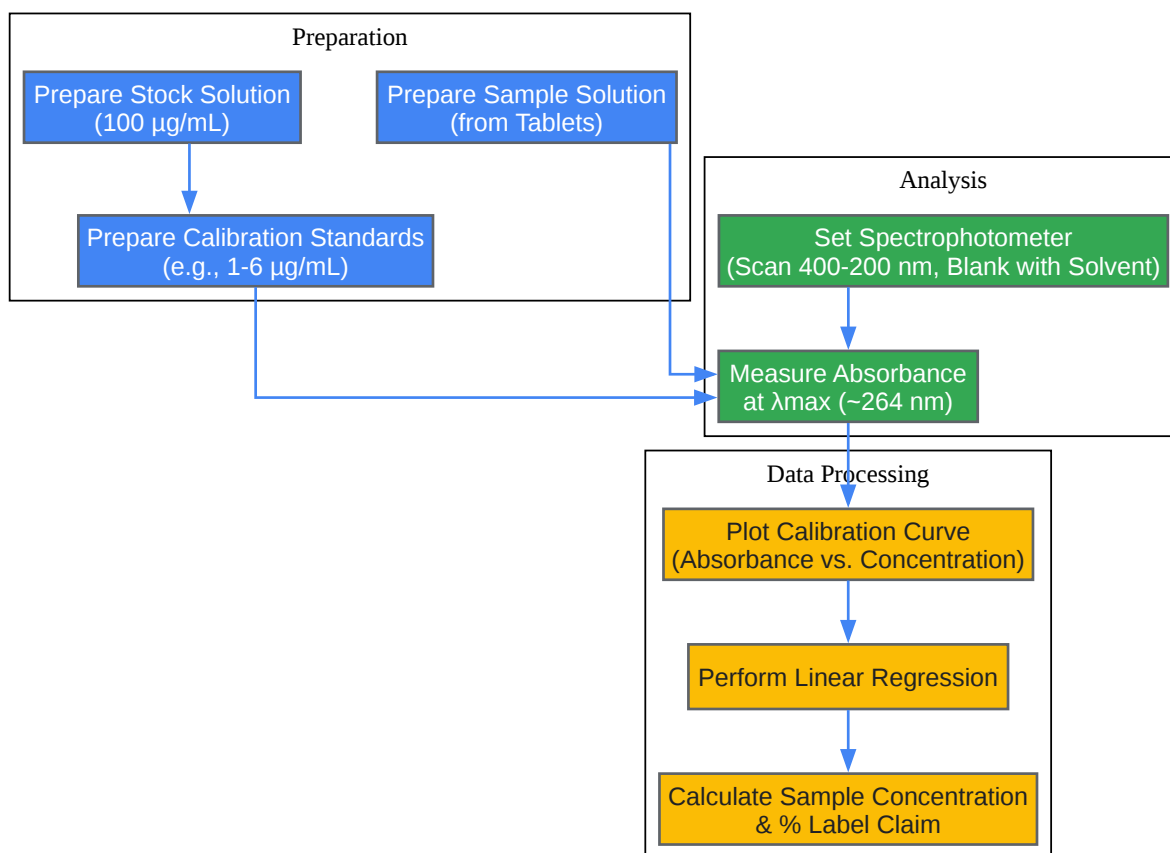 Preparation
Prepare Stock Solution
(100 µg/mL)
Prepare Sample Solution
(from Tablets)
Prepare Calibration Standards
(e.g., 1-6 µg/mL)
Analysis
Set Spectrophotometer
(Scan 400-200 nm, Blank with Solvent)
Measure Absorbance
at λmax (~264 nm)
Data Processing
Plot Calibration Curve
(Absorbance vs. Concentration)
Perform Linear Regression
Calculate Sample Concentration
& % Label Claim